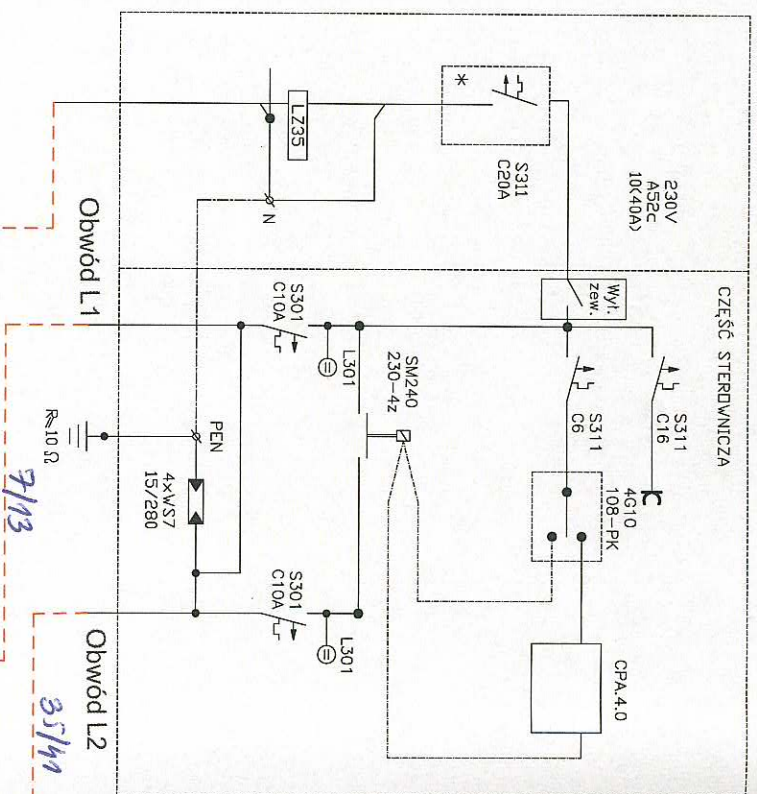 230V
A52c
10(40A)
CZĘŚĆ STEROWNICZA
*
S311
C20A
Wył.
zew.
S311
C16
S311
C6
4G10
108-PK
CPA.4.0
LZ35
N
SM240
230-4z
S301
C10A
L301
S301
C10A
L301
PEN
4xWS7
15/280
R≤10 Ω
Obwód L1
Obwód L2
7/13
35/41